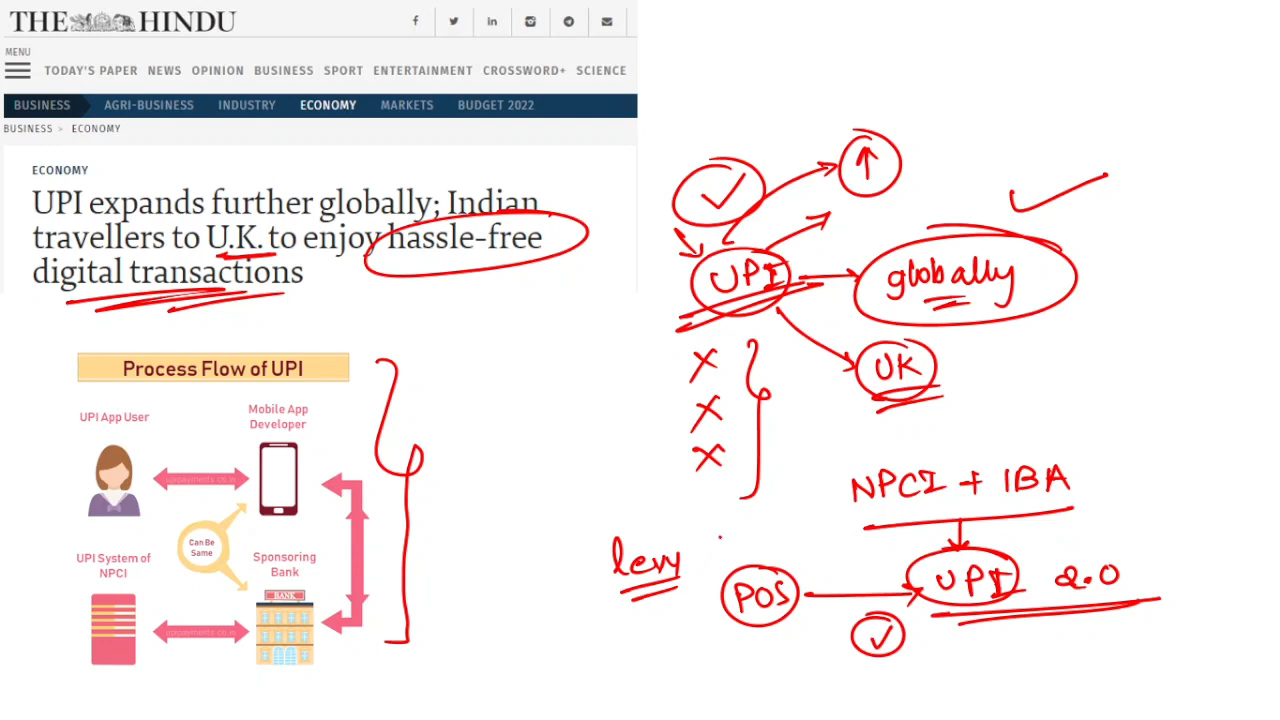 THE HINDU
MENU
TODAY'S PAPER NEWS OPINION BUSINESS SPORT ENTERTAINMENT CROSSWORD+ SCIENCE
BUSINESS AGRI-BUSINESS INDUSTRY ECONOMY MARKETS BUDGET 2022
BUSINESS > ECONOMY
ECONOMY
UPI expands further globally; Indian
travellers to U.K. to enjoy hassle-free
digital transactions
Process Flow of UPI
UPI App User
Mobile App
Developer
Can Be
Same
UPI System of
NPCI
Sponsoring
Bank
BANK
UPI
globally
UK
NPCI + IBA
levy
POS
UPI 2.0